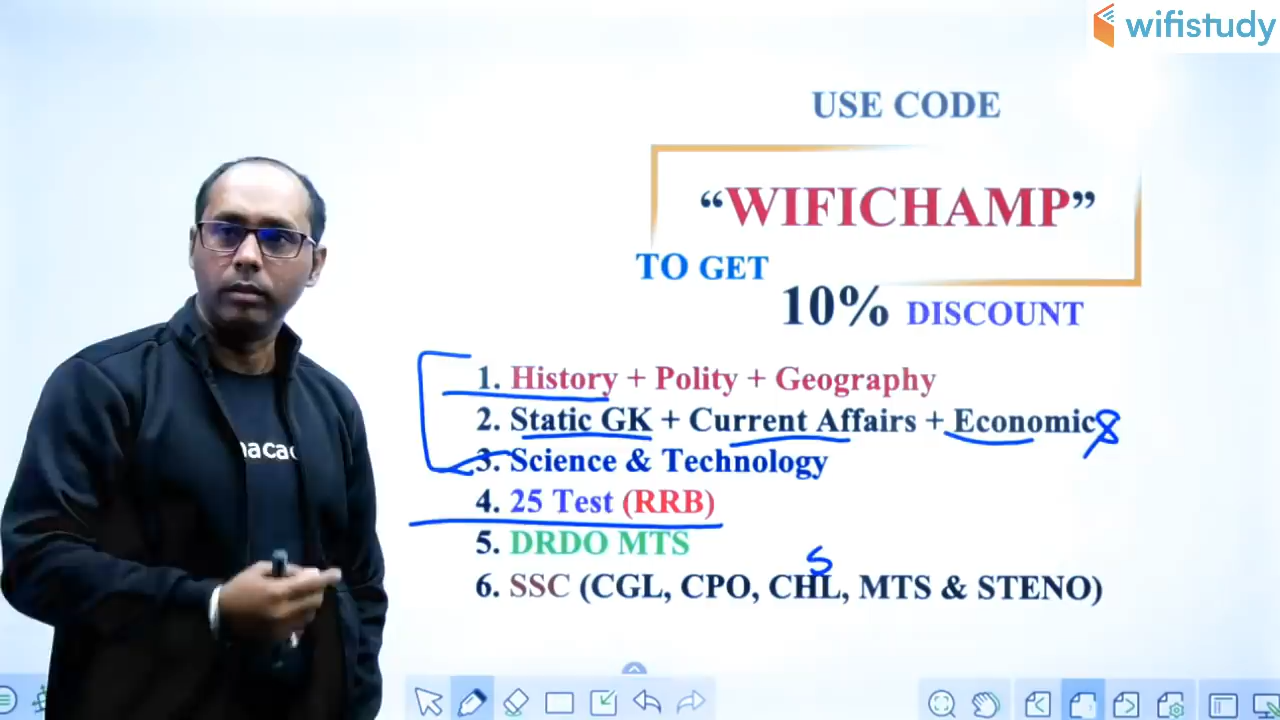 wifistudy
USE CODE
“WIFICHAMP”
TO GET
10% DISCOUNT
1. History + Polity + Geography
2. Static GK + Current Affairs + Economics
3. Science & Technology
4. 25 Test (RRB)
5. DRDO MTS
S
6. SSC (CGL, CPO, CHL, MTS & STENO)